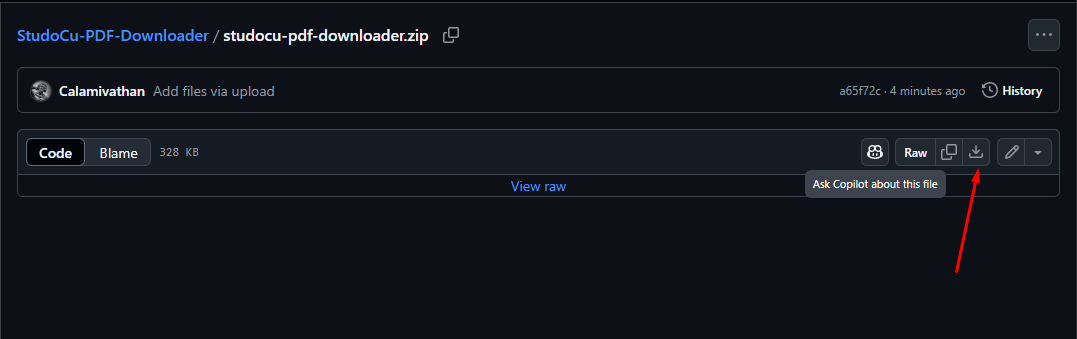 StudoCu-PDF-Downloader / studocu-pdf-downloader.zip
Calamivathan Add files via upload a65f72c · 4 minutes ago History
Code Blame 328 KB Raw
Ask Copilot about this file
View raw